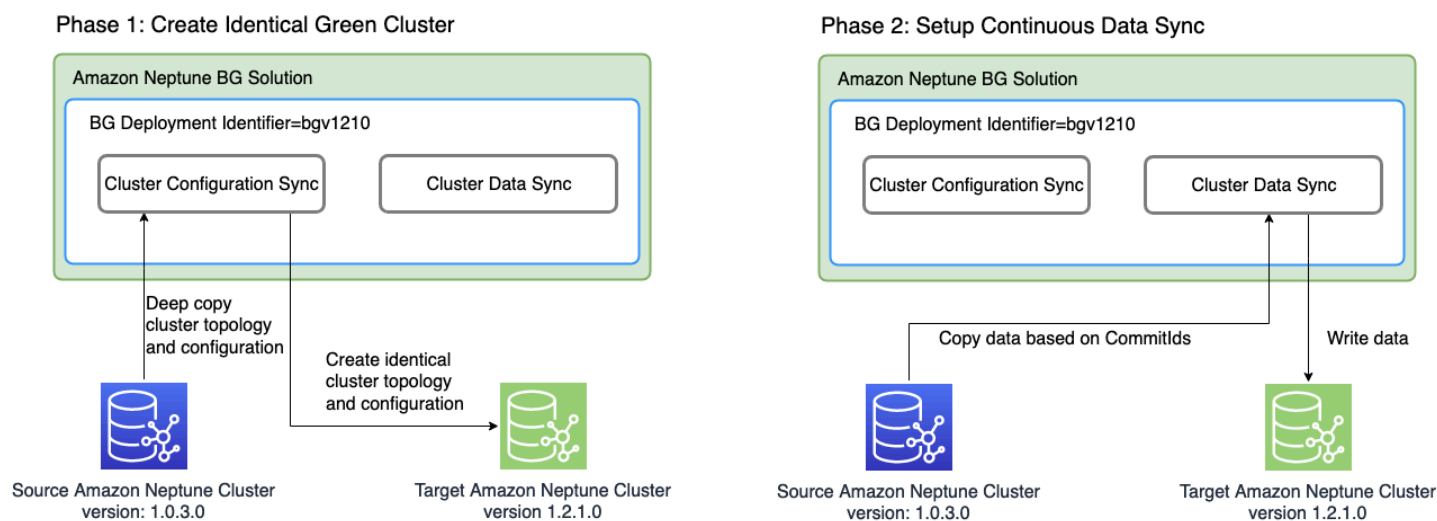 Phase 1: Create Identical Green Cluster
Amazon Neptune BG Solution
BG Deployment Identifier=bgv1210
Cluster Configuration Sync
Cluster Data Sync
Deep copy
cluster topology
and configuration
Create identical
cluster topology
and configuration
Source Amazon Neptune Cluster
version: 1.0.3.0
Target Amazon Neptune Cluster
version 1.2.1.0
Phase 2: Setup Continuous Data Sync
Amazon Neptune BG Solution
BG Deployment Identifier=bgv1210
Cluster Configuration Sync
Cluster Data Sync
Copy data based on CommitIds
Write data
Source Amazon Neptune Cluster
version: 1.0.3.0
Target Amazon Neptune Cluster
version 1.2.1.0